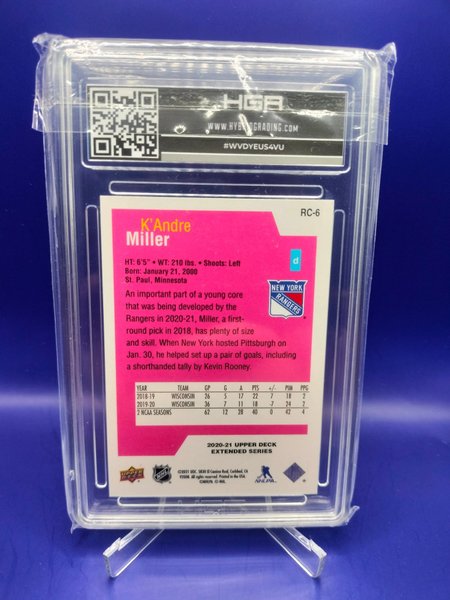 HGA
WWW.HYBRIDGRADING.COM
#WVDYEUS4VU
RC-6
K'Andre
Miller
HT: 6'5" • WT: 210 lbs. • Shoots: Left
Born: January 21, 2000
St. Paul, Minnesota
d
NEW YORK
RANGERS
An important part of a young core
that was being developed by the
Rangers in 2020-21, Miller, a first-
round pick in 2018, has plenty of size
and skill. When New York hosted Pittsburgh on
Jan. 30, he helped set up a pair of goals, including
a shorthanded tally by Kevin Rooney.
YEAR TEAM GP G A PTS +/- PIM PPG
2018-19 WISCONSIN 26 5 17 22 7 18 2
2019-20 WISCONSIN 36 7 11 18 -7 24 2
2 NCAA SEASONS 62 12 28 40 0 42 4
2020-21 UPPER DECK
EXTENDED SERIES
UPPER DECK
NHL
NHLPA